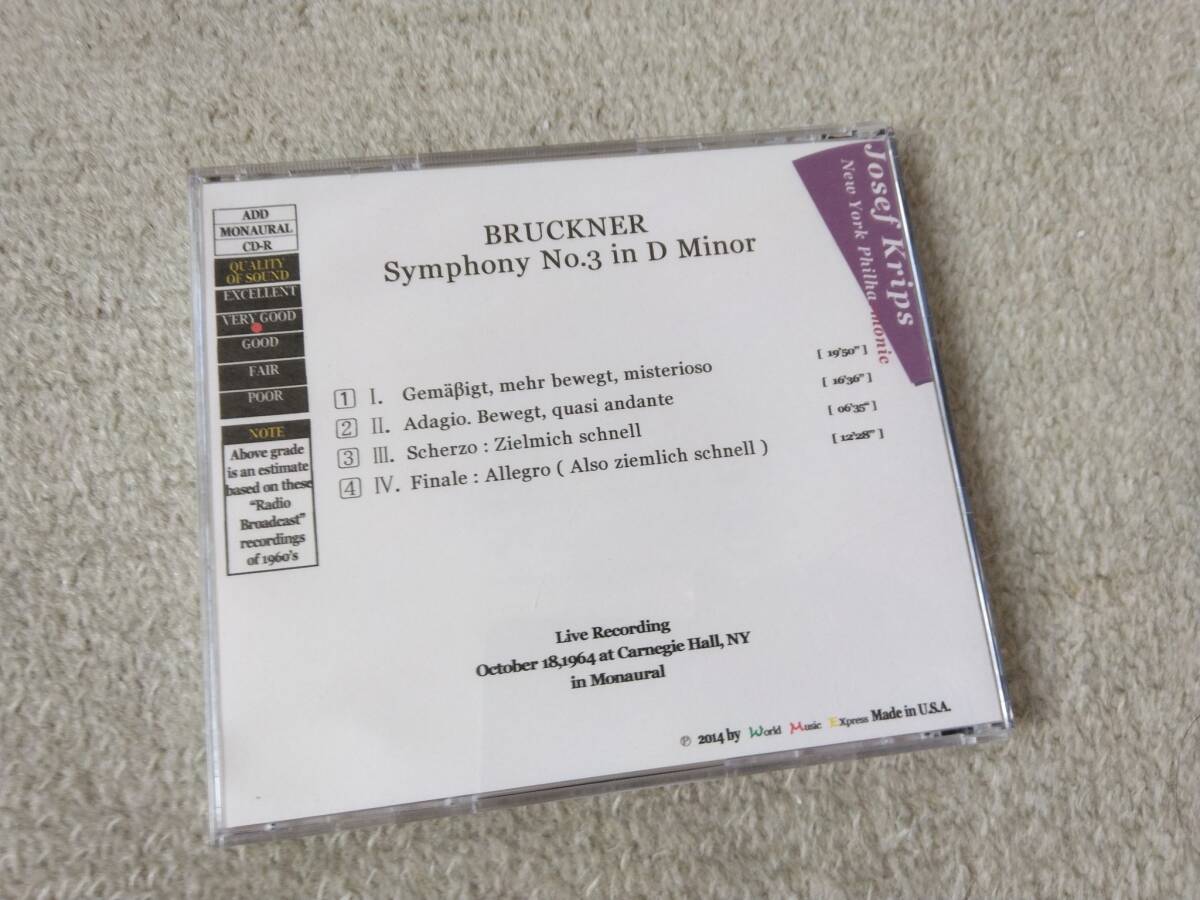 ADD
MONAURAL
CD-R
QUALITY
OF SOUND
EXCELLENT
VERY GOOD
GOOD
FAIR
POOR
NOTE
Above grade
is an estimate
based on these
"Radio
Broadcast"
recordings
of 1960's
BRUCKNER
Symphony No.3 in D Minor
Josef Krips
New York Philha monic
1 I. Gemäßigt, mehr bewegt, misterioso [ 19'50" ]
2 II. Adagio. Bewegt, quasi andante [ 16'36" ]
3 III. Scherzo : Zielmich schnell [ 06'35" ]
4 IV. Finale : Allegro ( Also ziemlich schnell ) [ 12'28" ]
Live Recording
October 18,1964 at Carnegie Hall, NY
in Monaural
℗ 2014 by World Music EXpress Made in U.S.A.